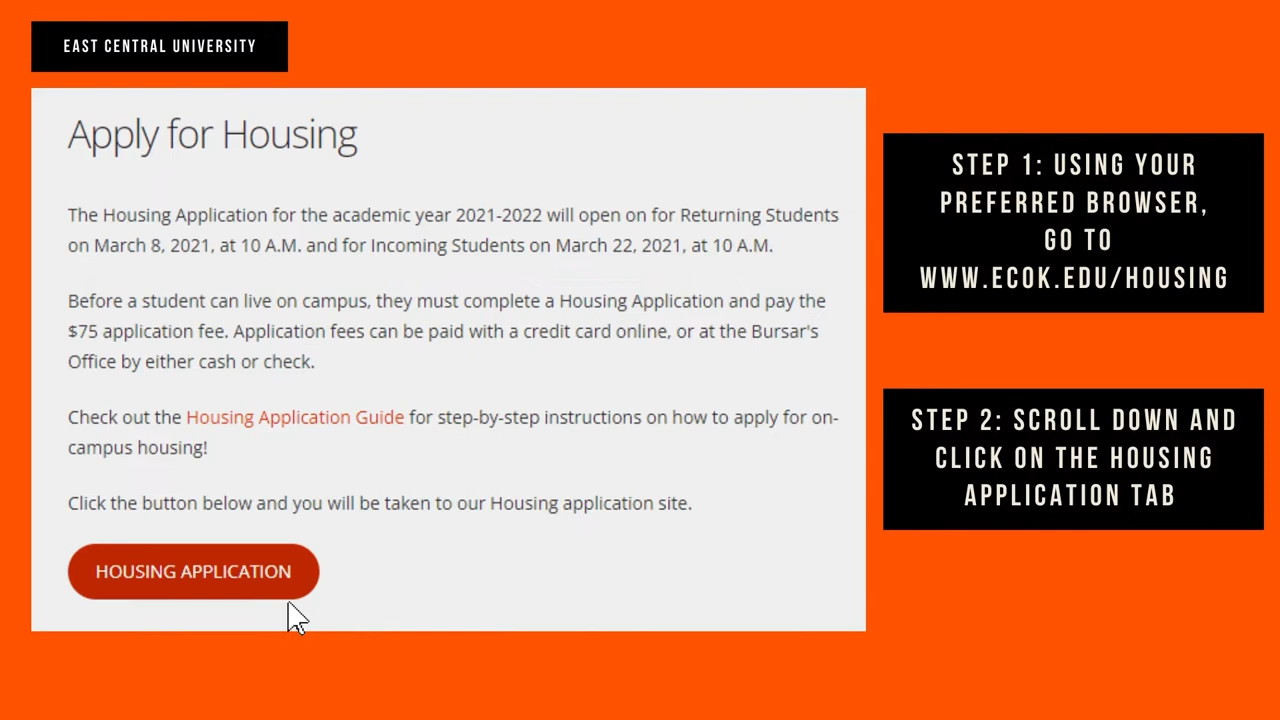 EAST CENTRAL UNIVERSITY
Apply for Housing
The Housing Application for the academic year 2021-2022 will open on for Returning Students
on March 8, 2021, at 10 A.M. and for Incoming Students on March 22, 2021, at 10 A.M.
Before a student can live on campus, they must complete a Housing Application and pay the
$75 application fee. Application fees can be paid with a credit card online, or at the Bursar's
Office by either cash or check.
Check out the Housing Application Guide for step-by-step instructions on how to apply for on-
campus housing!
Click the button below and you will be taken to our Housing application site.
HOUSING APPLICATION
STEP 1: USING YOUR
PREFERRED BROWSER,
GO TO
WWW.ECOK.EDU/HOUSING
STEP 2: SCROLL DOWN AND
CLICK ON THE HOUSING
APPLICATION TAB